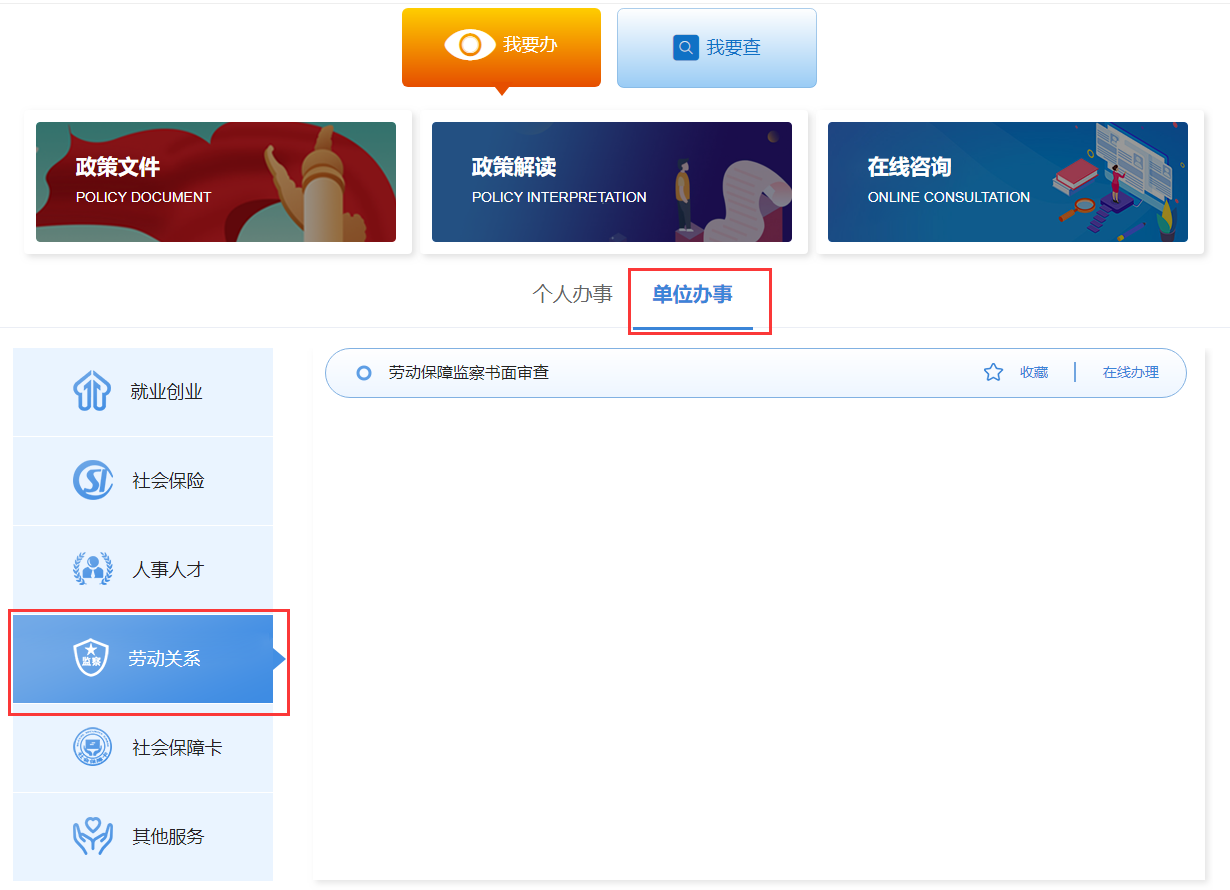 我要办
我要查
政策文件
POLICY DOCUMENT
政策解读
POLICY INTERPRETATION
在线咨询
ONLINE CONSULTATION
个人办事
单位办事
就业创业
社会保险
人事人才
监察
劳动关系
社会保障卡
其他服务
劳动保障监察书面审查
收藏
在线办理